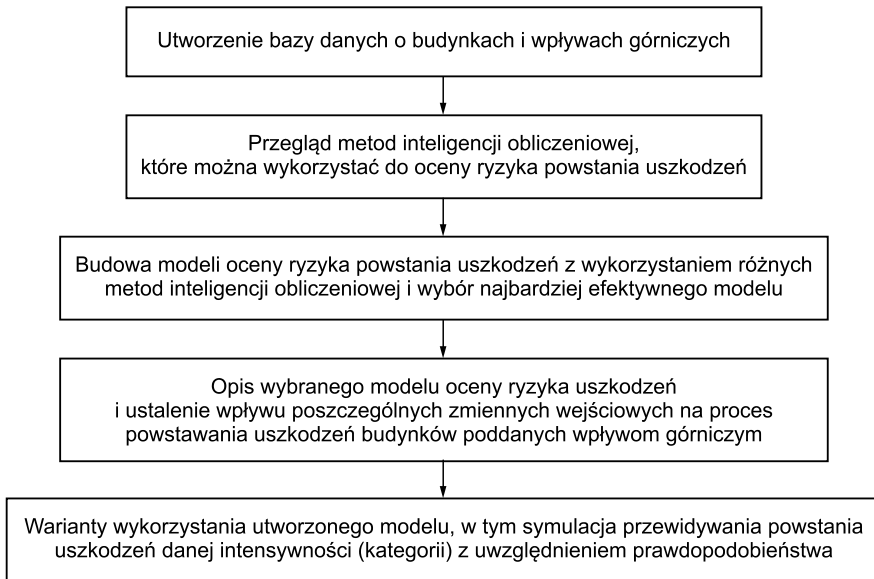 Utworzenie bazy danych o budynkach i wpływach górniczych
Przegląd metod inteligencji obliczeniowej,
które można wykorzystać do oceny ryzyka powstania uszkodzeń
Budowa modeli oceny ryzyka powstania uszkodzeń z wykorzystaniem różnych
metod inteligencji obliczeniowej i wybór najbardziej efektywnego modelu
Opis wybranego modelu oceny ryzyka uszkodzeń
i ustalenie wpływu poszczególnych zmiennych wejściowych na proces
powstawania uszkodzeń budynków poddanych wpływom górniczym
Warianty wykorzystania utworzonego modelu, w tym symulacja przewidywania powstania
uszkodzeń danej intensywności (kategorii) z uwzględnieniem prawdopodobieństwa